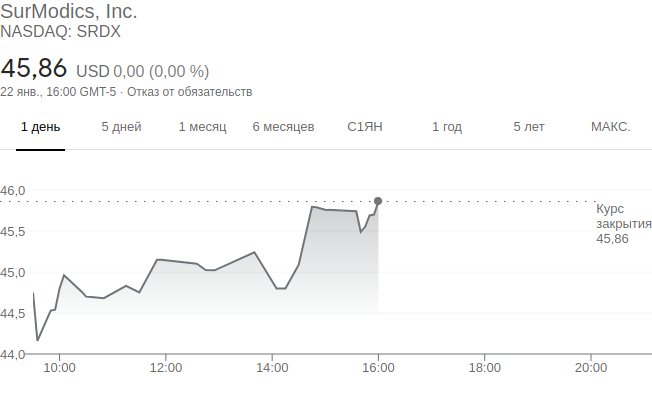 SurModics, Inc.
NASDAQ: SRDX
45,86 USD 0,00 (0,00 %)
22 янв., 16:00 GMT-5 · Отказ от обязательств
1 день 5 дней 1 месяц 6 месяцев С1ЯН 1 год 5 лет МАКС.
46,0
Курс
закрытия
45,86
45,5
45,0
44,5
44,0
10:00 12:00 14:00 16:00 18:00 20:00